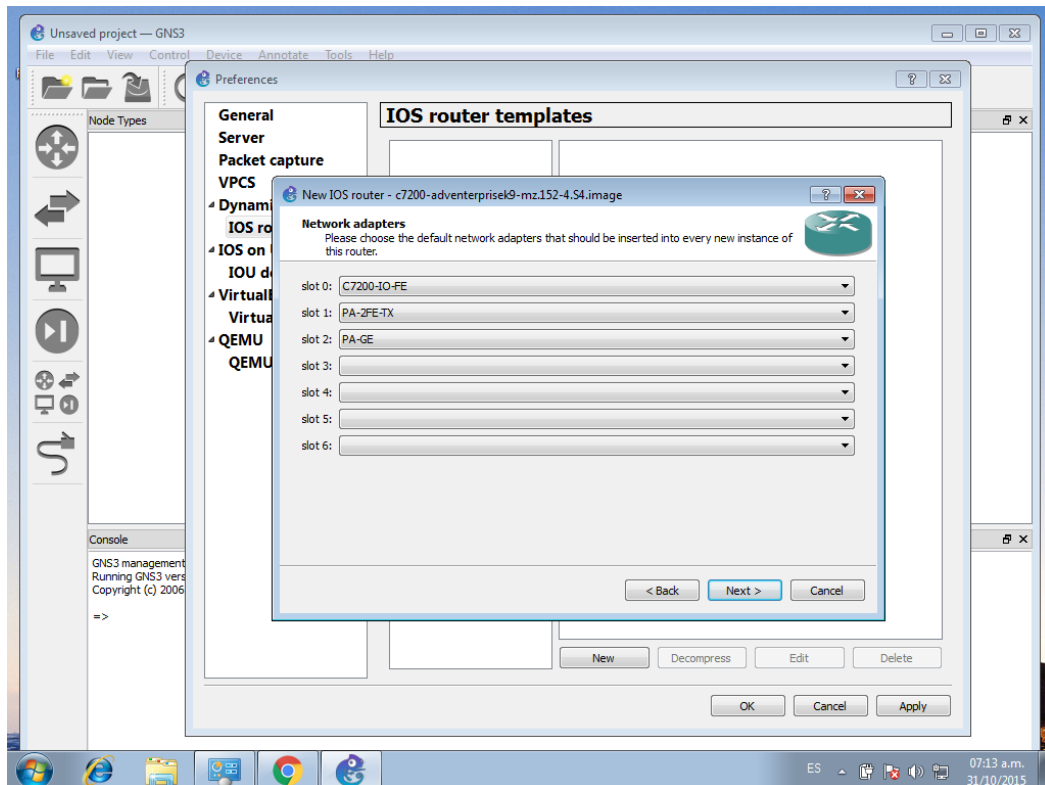 Unsaved project — GNS3
File Edit View Control Device Annotate Tools Help
Preferences
Node Types
General
Server
Packet capture
VPCS
Dynami
IOS ro
IOS on
IOU de
Virtual
Virtua
QEMU
QEMU
IOS router templates
New IOS router - c7200-adventerprisek9-mz.152-4.S4.image
Network adapters
Please choose the default network adapters that should be inserted into every new instance of
this router.
slot 0: C7200-IO-FE
slot 1: PA-2FE-TX
slot 2: PA-GE
slot 3:
slot 4:
slot 5:
slot 6:
< Back Next > Cancel
Console
GNS3 management
Running GNS3 vers
Copyright (c) 2006
=>
New Decompress Edit Delete
OK Cancel Apply
ES
07:13 a.m.
31/10/2015